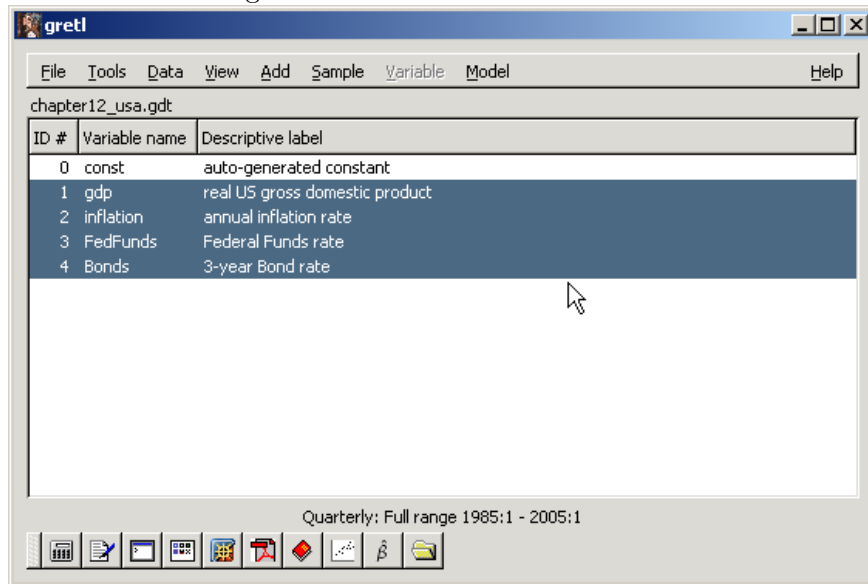 gretl
File Tools Data View Add Sample Variable Model Help
chapter12_usa.gdt
ID # Variable name Descriptive label
0 const auto-generated constant
1 gdp real US gross domestic product
2 inflation annual inflation rate
3 FedFunds Federal Funds rate
4 Bonds 3-year Bond rate
Quarterly: Full range 1985:1 - 2005:1
β̂